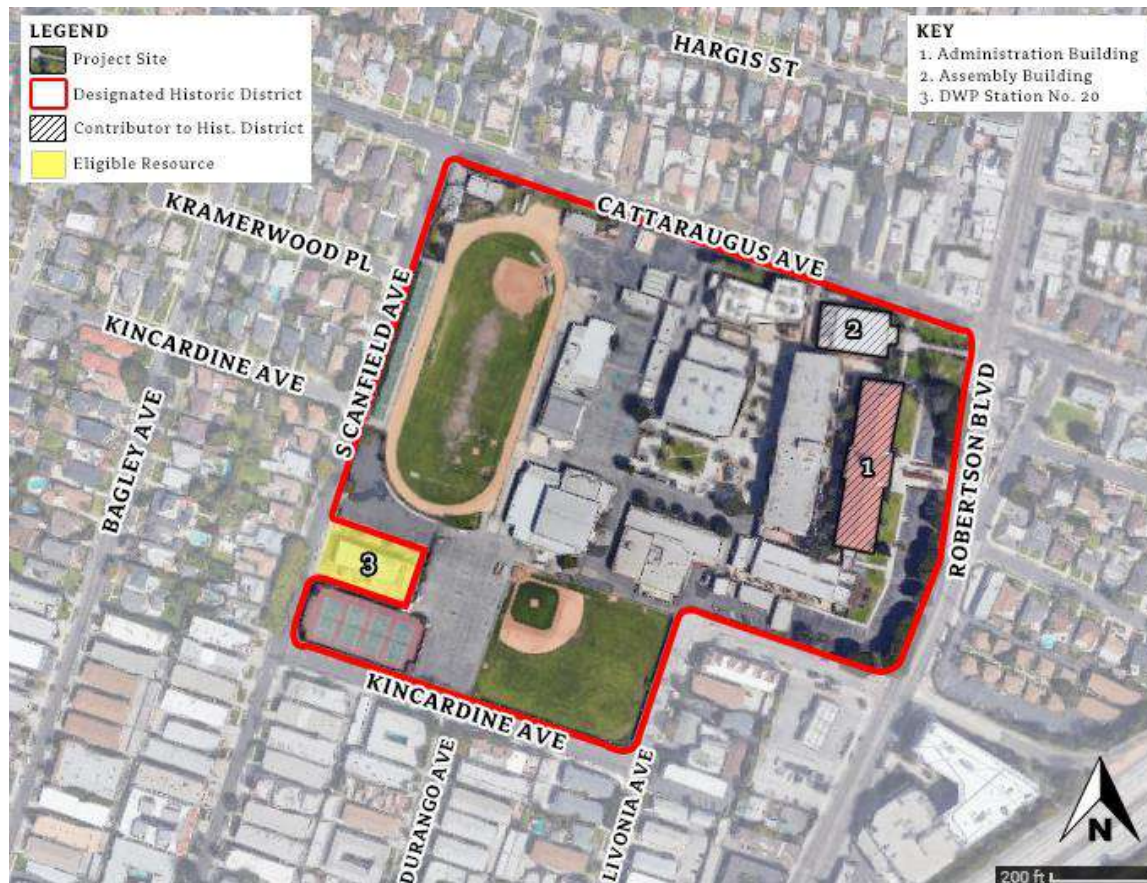 LEGEND
Project Site
Designated Historic District
Contributor to Hist. District
Eligible Resource
KEY
1. Administration Building
2. Assembly Building
3. DWP Station No. 20
HARGIS ST
CATTARAUGUS AVE
KRAMERWOOD PL
KINCARDINE AVE
S CANFIELD AVE
BAGLEY AVE
ROBERTSON BLVD
2
1
3
KINCARDINE AVE
DURANGO AVE
LIVONIA AVE
N
200 ft